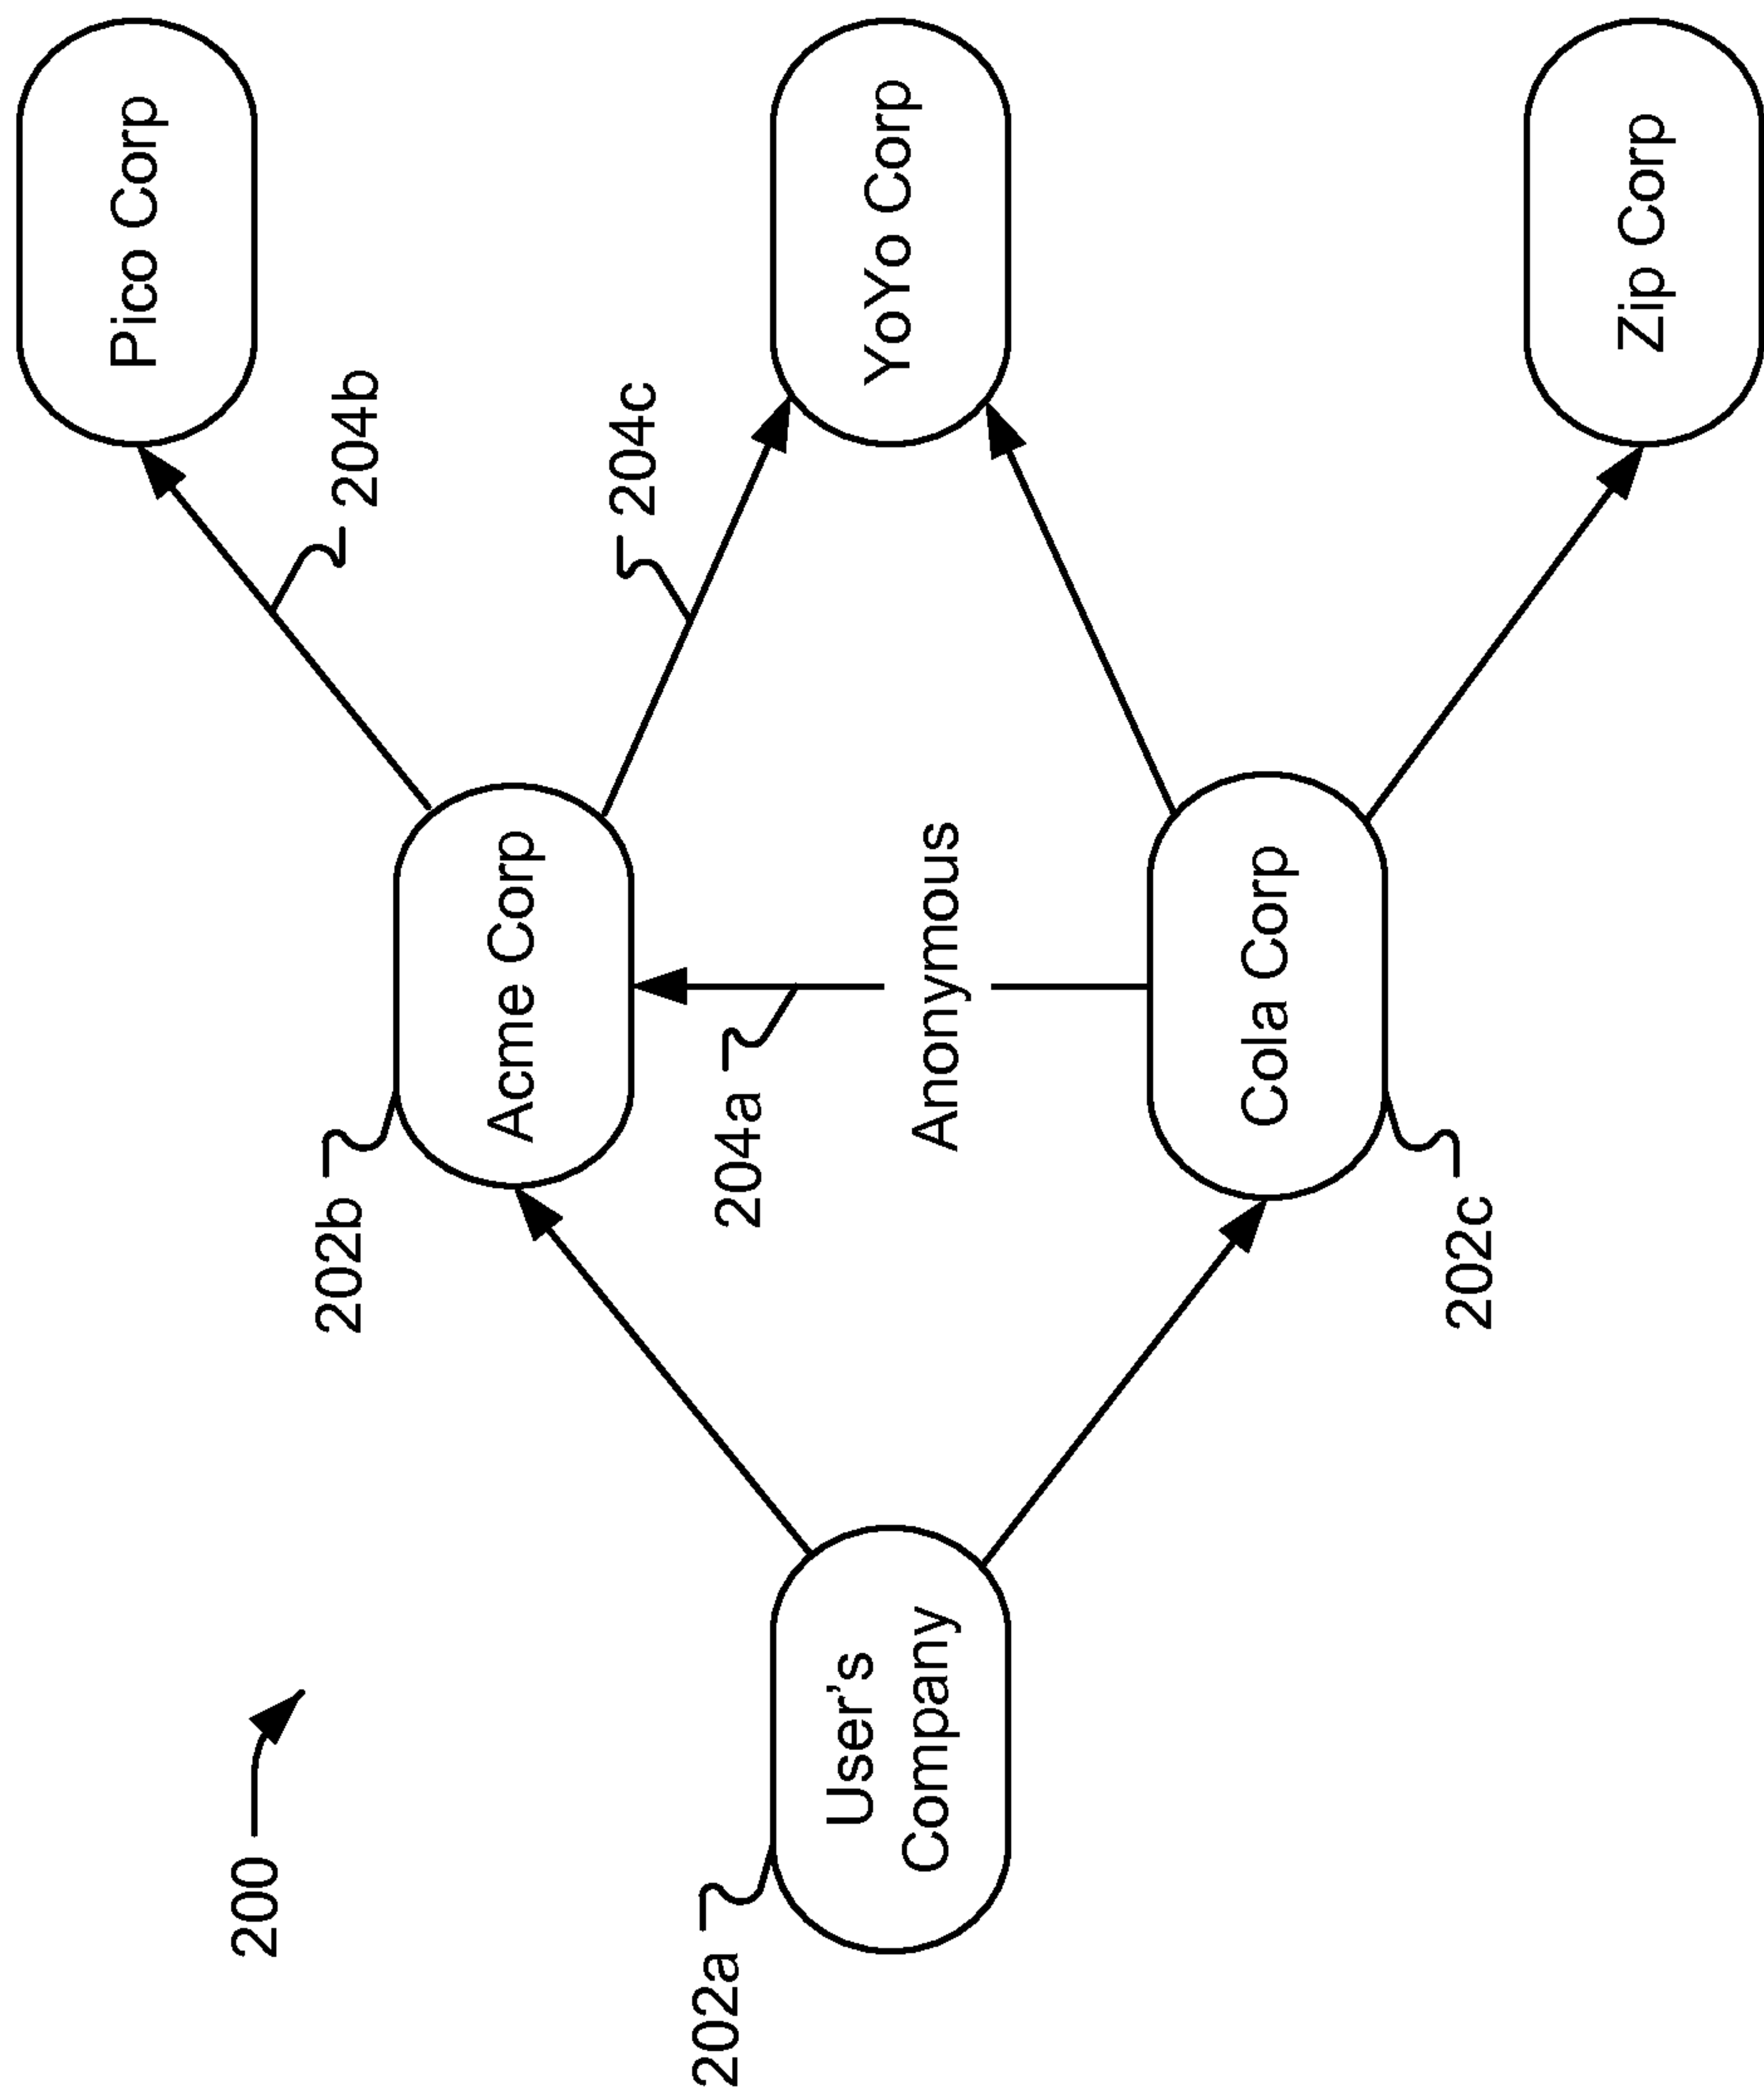 200
202a
User's
Company
202b
Acme Corp
204a
Anonymous
Cola Corp
202c
204b
204c
Pico Corp
YoYo Corp
Zip Corp